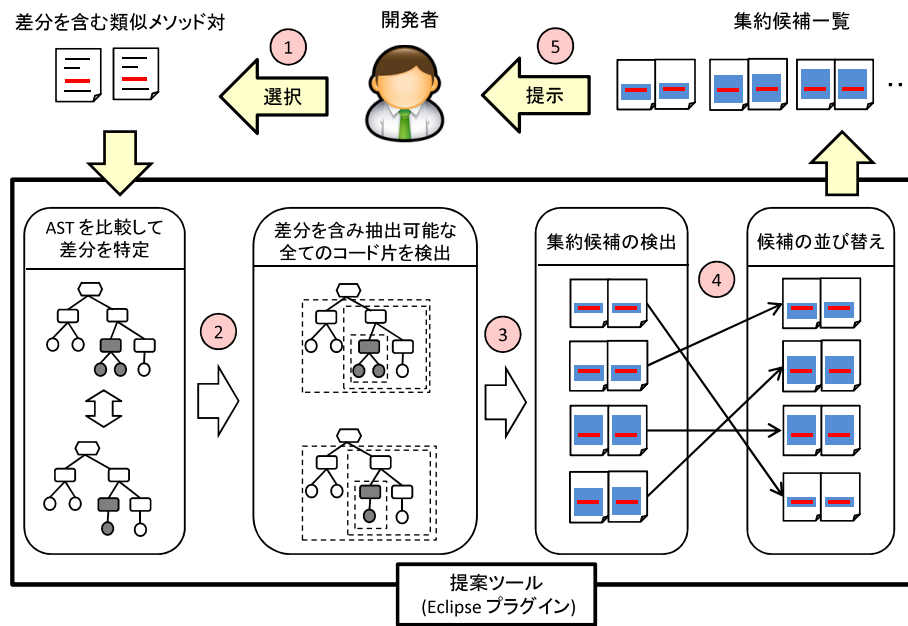 差分を含む類似メソッド対
1
開発者
5
集約候補一覧
選択
提示
...
ASTを比較して
差分を特定
2
差分を含み抽出可能な
全てのコード片を検出
3
集約候補の検出
4
候補の並び替え
提案ツール
(Eclipse プラグイン)